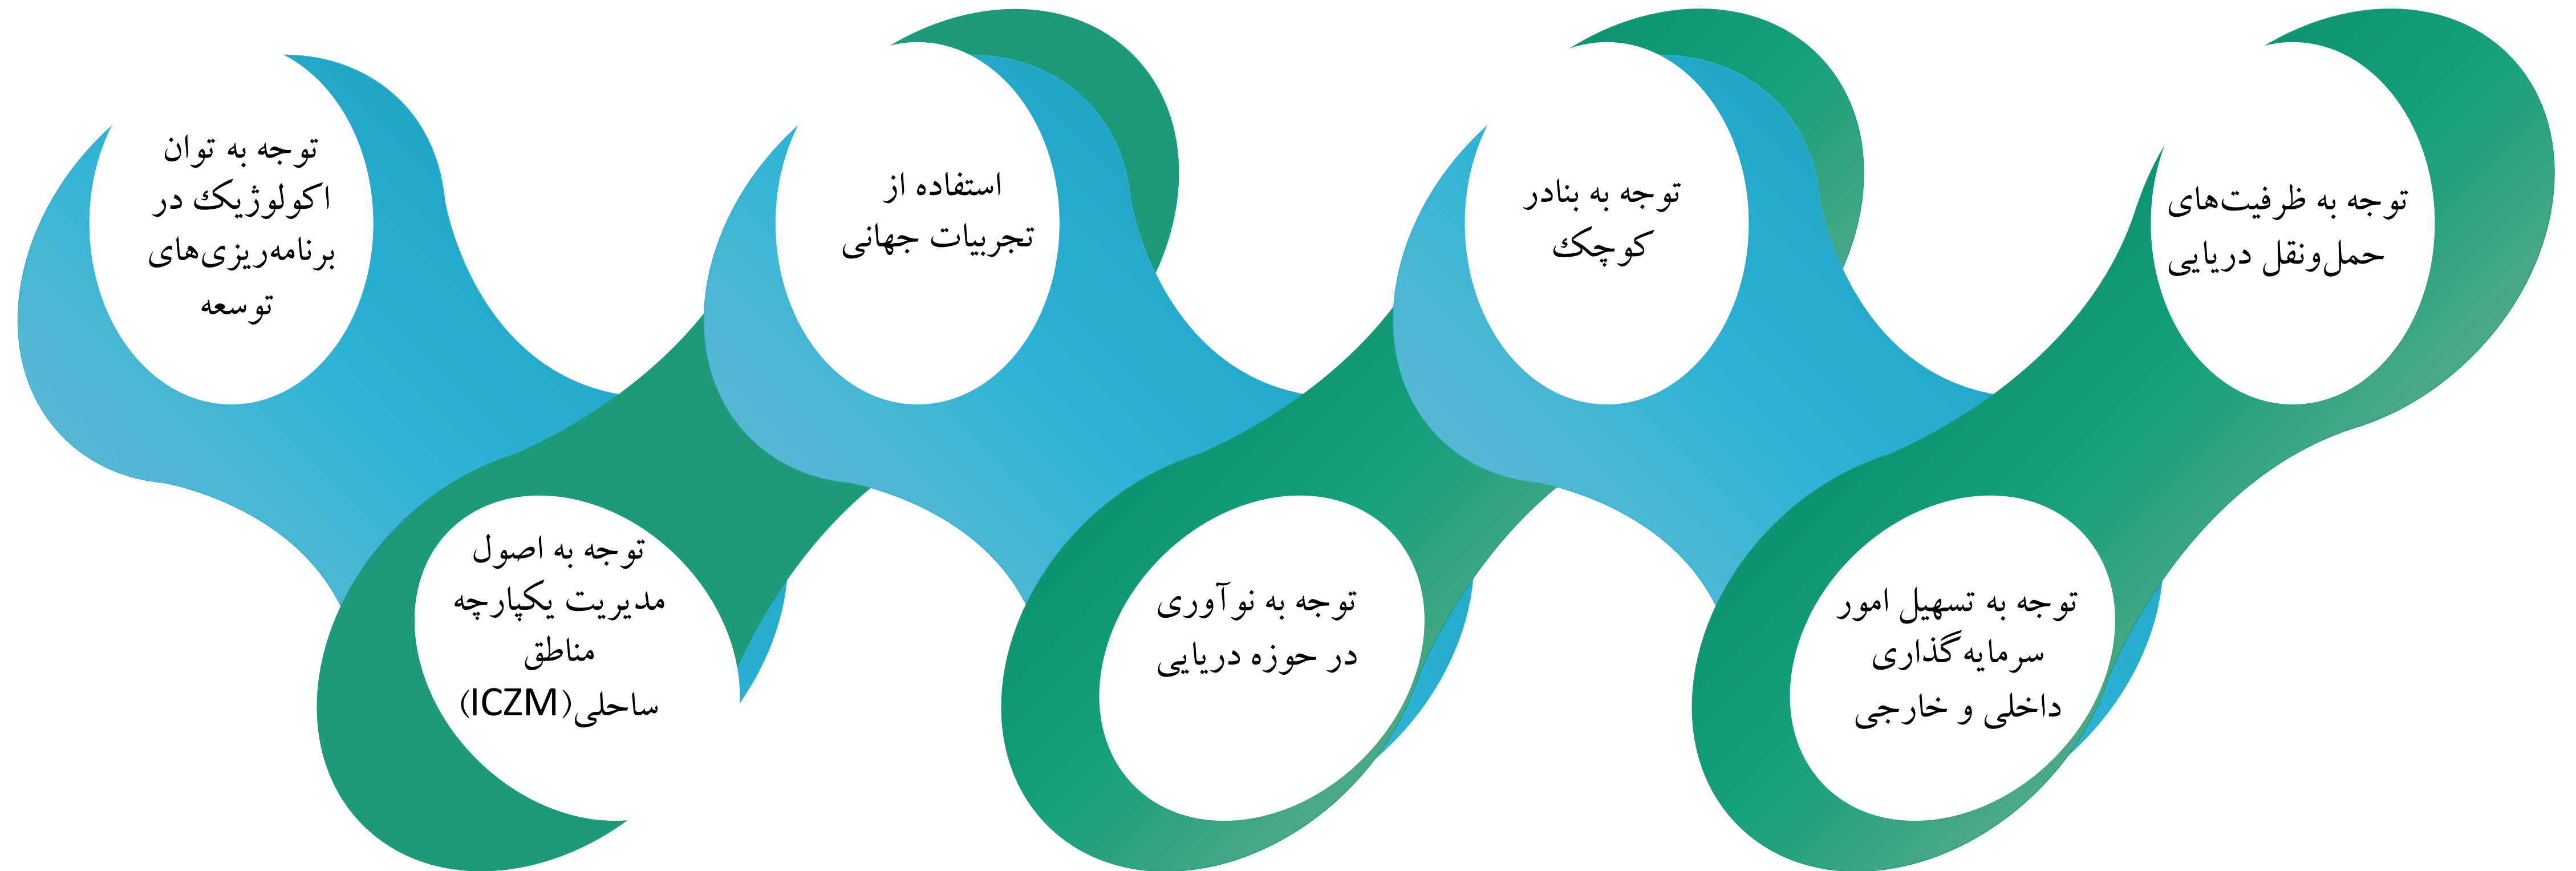 توجه به ظرفیت‌های
حمل‌ونقل دریایی
توجه به تسهیل امور
سرمایه‌گذاری
داخلی و خارجی
توجه به بنادر
کوچک
توجه به نوآوری
در حوزه دریایی
استفاده از
تجربیات جهانی
توجه به اصول
مدیریت یکپارچه
مناطق
ساحلی(ICZM)
توجه به توان
اکولوژیک در
برنامه‌ریزی‌های
توسعه